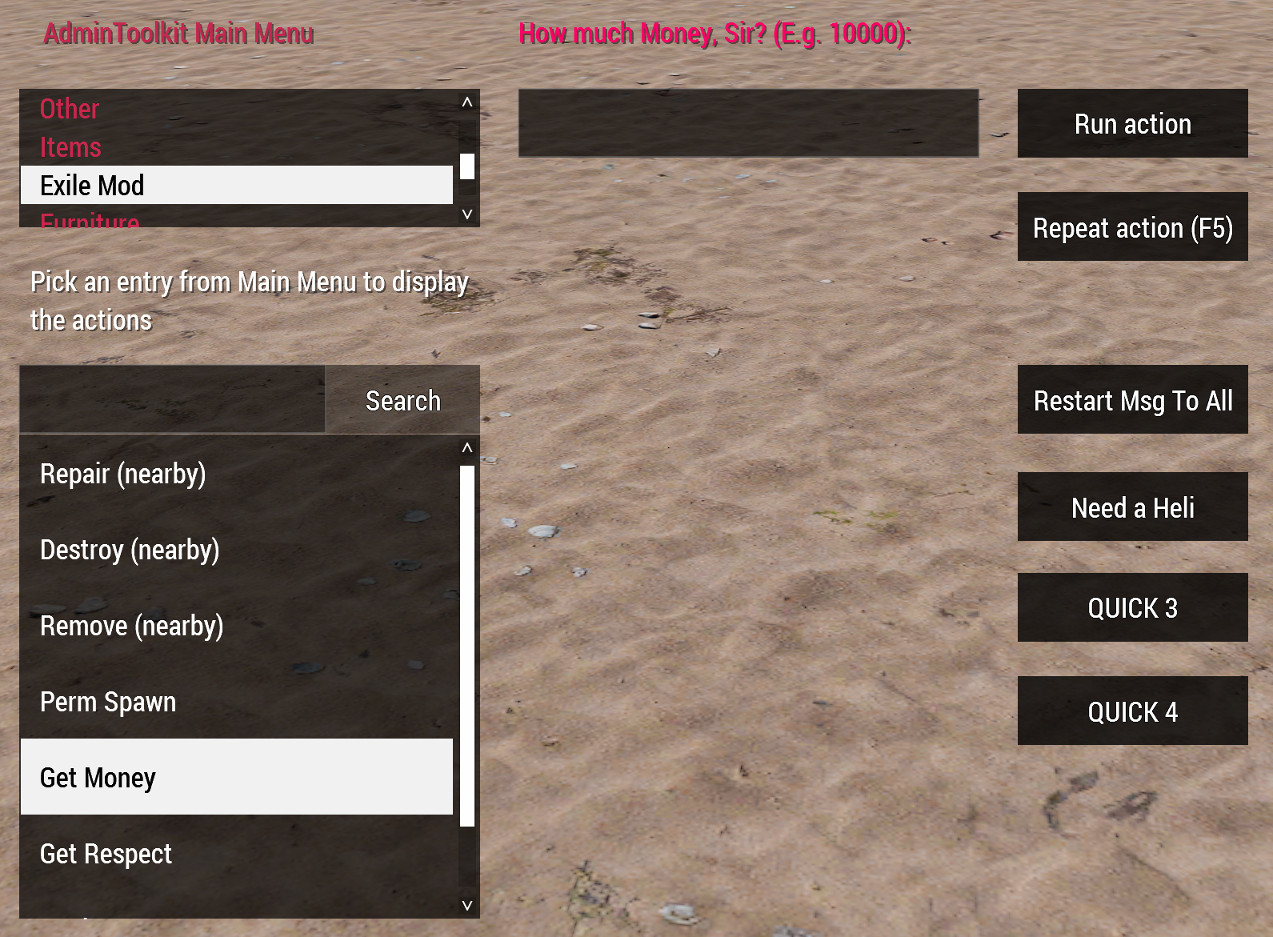 AdminToolkit Main Menu
How much Money, Sir? (E.g. 10000):
Other
Items
Exile Mod
Furniture
Run action
Repeat action (F5)
Pick an entry from Main Menu to display
the actions
Search
Restart Msg To All
Repair (nearby)
Need a Heli
Destroy (nearby)
QUICK 3
Remove (nearby)
Perm Spawn
QUICK 4
Get Money
Get Respect